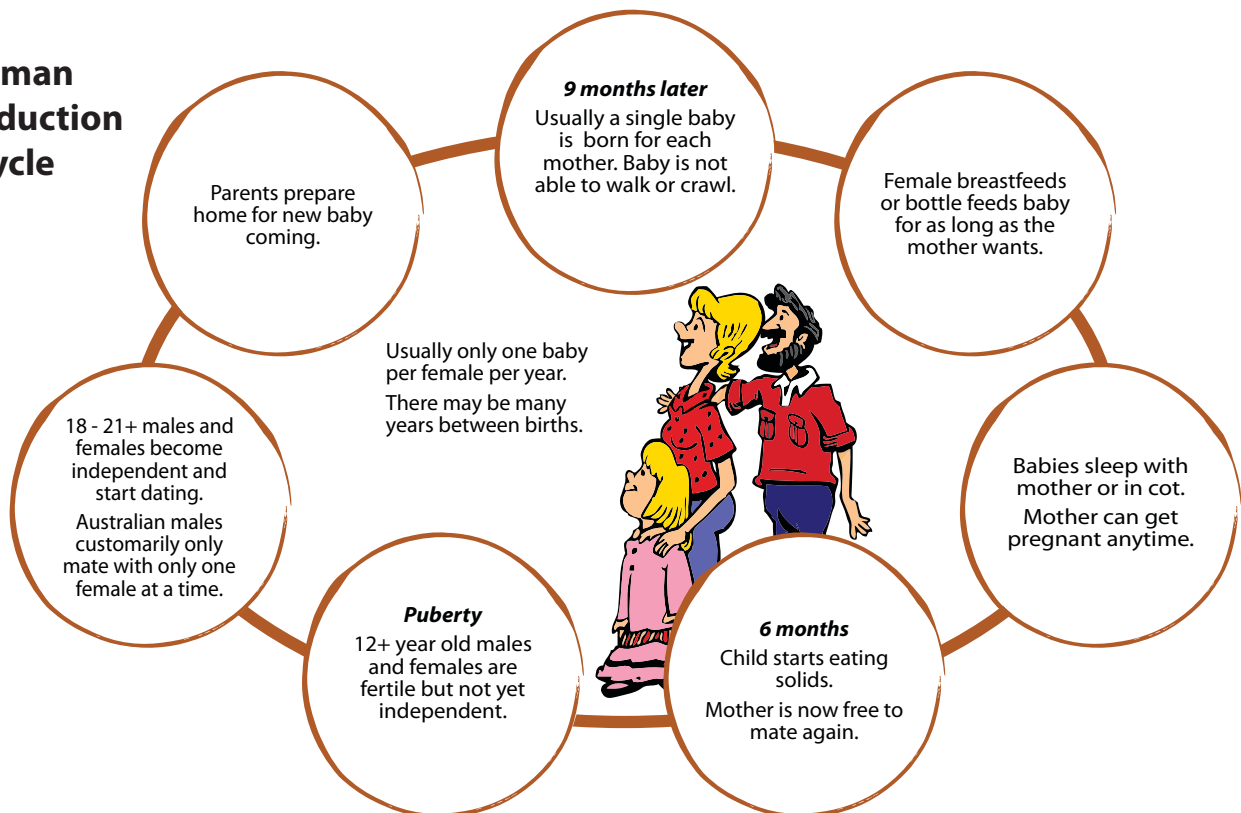 man
duction
ycle
Parents prepare
home for new baby
coming.
9 months later
Usually a single baby
is born for each
mother. Baby is not
able to walk or crawl.
Female breastfeeds
or bottle feeds baby
for as long as the
mother wants.
Babies sleep with
mother or in cot.
Mother can get
pregnant anytime.
6 months
Child starts eating
solids.
Mother is now free to
mate again.
Puberty
12+ year old males
and females are
fertile but not yet
independent.
18 - 21+ males and
females become
independent and
start dating.
Australian males
customarily only
mate with only one
female at a time.
Usually only one baby
per female per year.
There may be many
years between births.